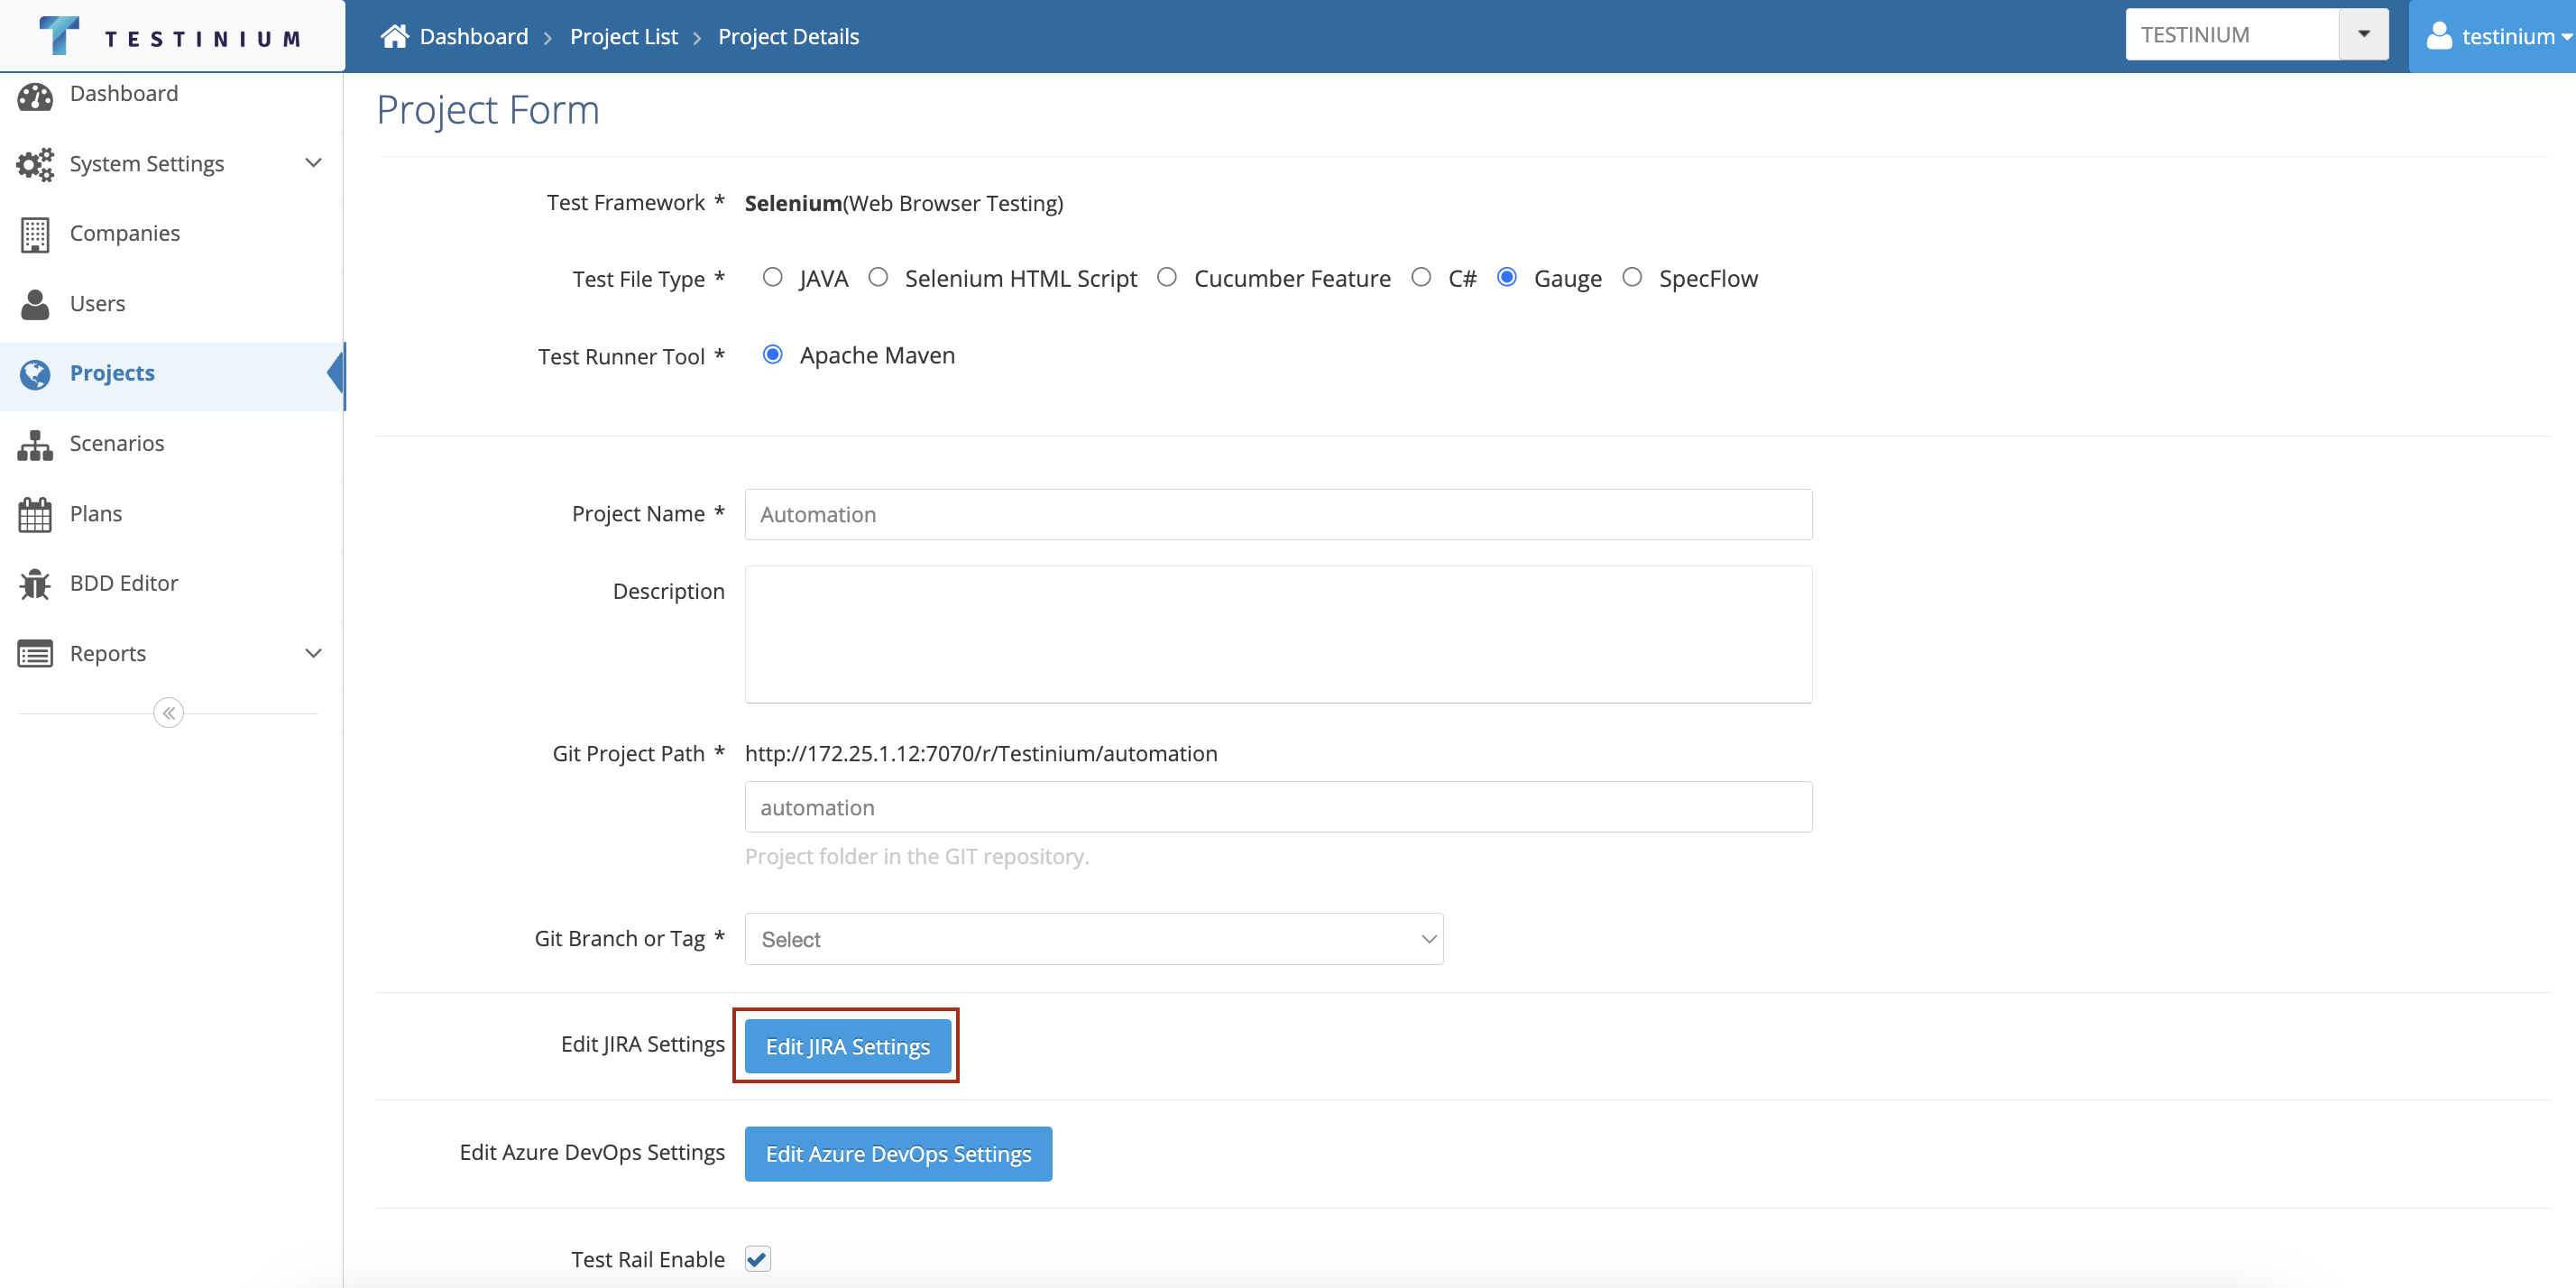 TESTINIUM
Dashboard > Project List > Project Details
TESTINIUM
testinium
Dashboard
System Settings
Companies
Users
Projects
Scenarios
Plans
BDD Editor
Reports
Project Form
Test Framework * Selenium(Web Browser Testing)
Test File Type * JAVA Selenium HTML Script Cucumber Feature C# Gauge SpecFlow
Test Runner Tool * Apache Maven
Project Name * Automation
Description
Git Project Path * http://172.25.1.12:7070/r/Testinium/automation
automation
Project folder in the GIT repository.
Git Branch or Tag * Select
Edit JIRA Settings Edit JIRA Settings
Edit Azure DevOps Settings Edit Azure DevOps Settings
Test Rail Enable